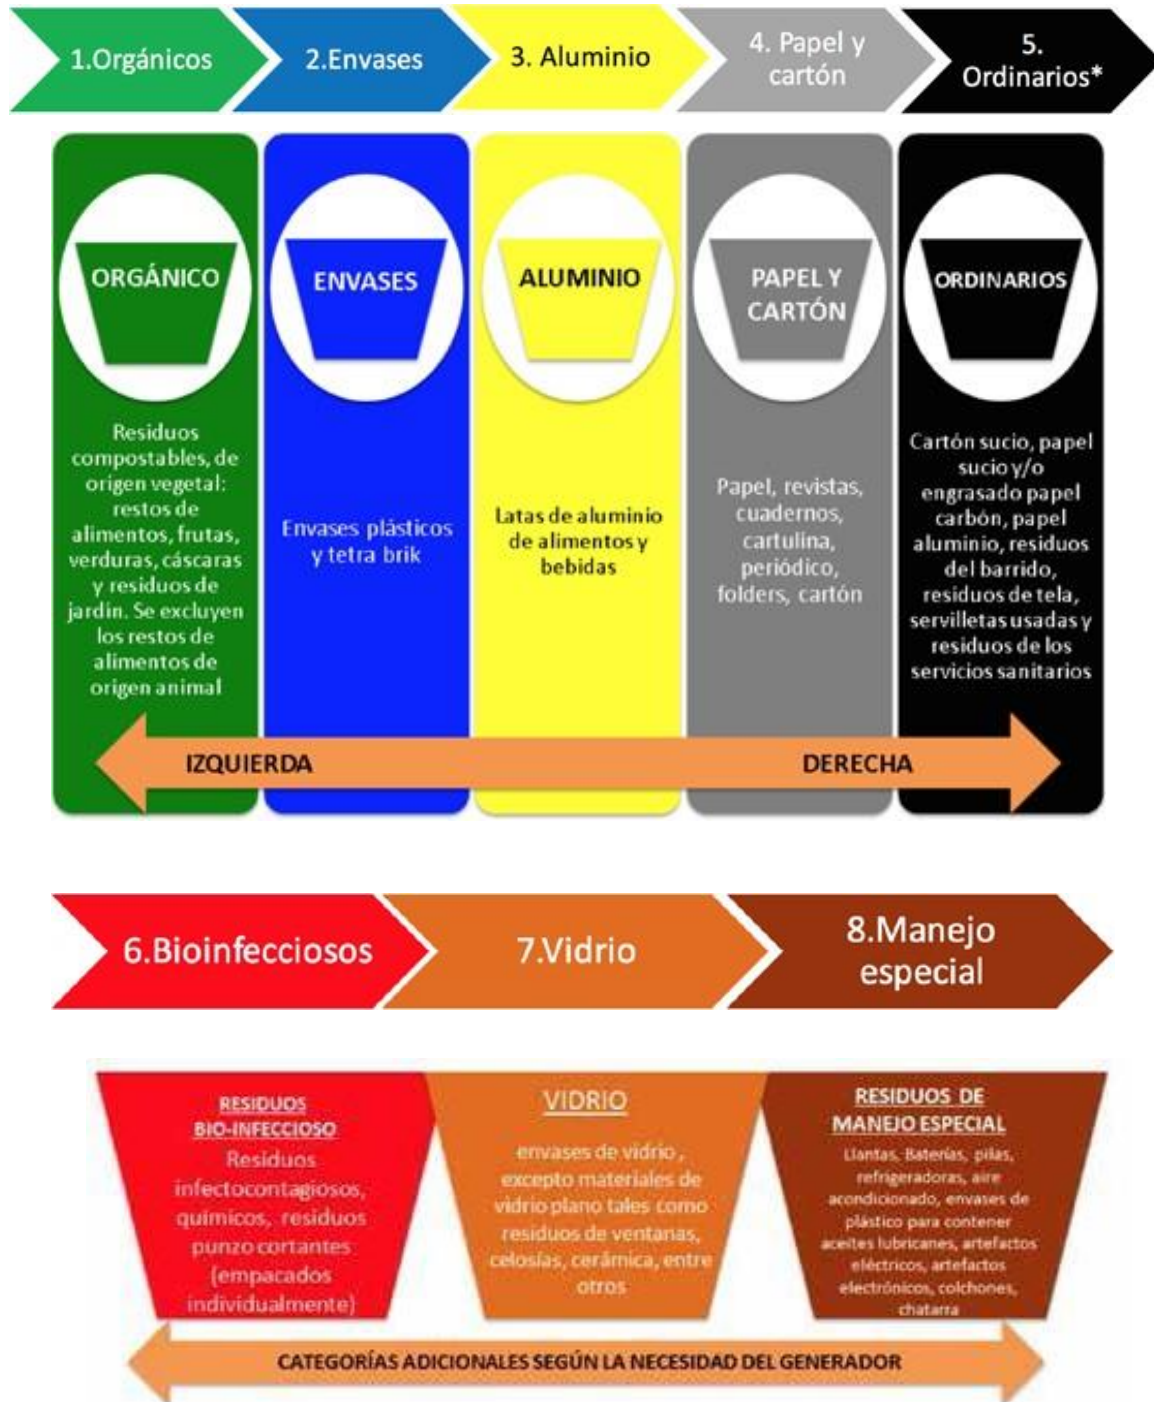 1.Orgánicos
2.Envases
3. Aluminio
4. Papel y
cartón
5.
Ordinarios*
ORGÁNICO
Residuos
compostables, de
origen vegetal:
restos de
alimentos, frutas,
verduras, cáscaras
y residuos de
jardín. Se excluyen
los restos de
alimentos de
origen animal
ENVASES
Envases plásticos
y tetra brik
ALUMINIO
Latas de aluminio
de alimentos y
bebidas
PAPEL Y
CARTÓN
Papel, revistas,
cuadernos,
cartulina,
periódico,
folders, cartón
ORDINARIOS
Cartón sucio, papel
sucio y/o
engrasado papel
carbón, papel
aluminio, residuos
del barrido,
residuos de tela,
servilletas usadas y
residuos de los
servicios sanitarios
IZQUIERDA
DERECHA
6.Bioinfecciosos
7.Vidrio
8.Manejo
especial
RESIDUOS
BIO-INFECCIOSO
Residuos
infectocontagiosos,
químicos, residuos
punzo cortantes
(empacados
individualmente)
VIDRIO
envases de vidrio ,
excepto materiales de
vidrio plano tales como
residuos de ventanas,
celosías, cerámica, entre
otros
RESIDUOS DE
MANEJO ESPECIAL
Llantas, Baterías, pilas,
refrigeradoras, aire
acondicionado, envases de
plástico para contener
aceites lubricanes, artefactos
eléctricos, artefactos
electrónicos, colchones,
chatarra
CATEGORÍAS ADICIONALES SEGÚN LA NECESIDAD DEL GENERADOR